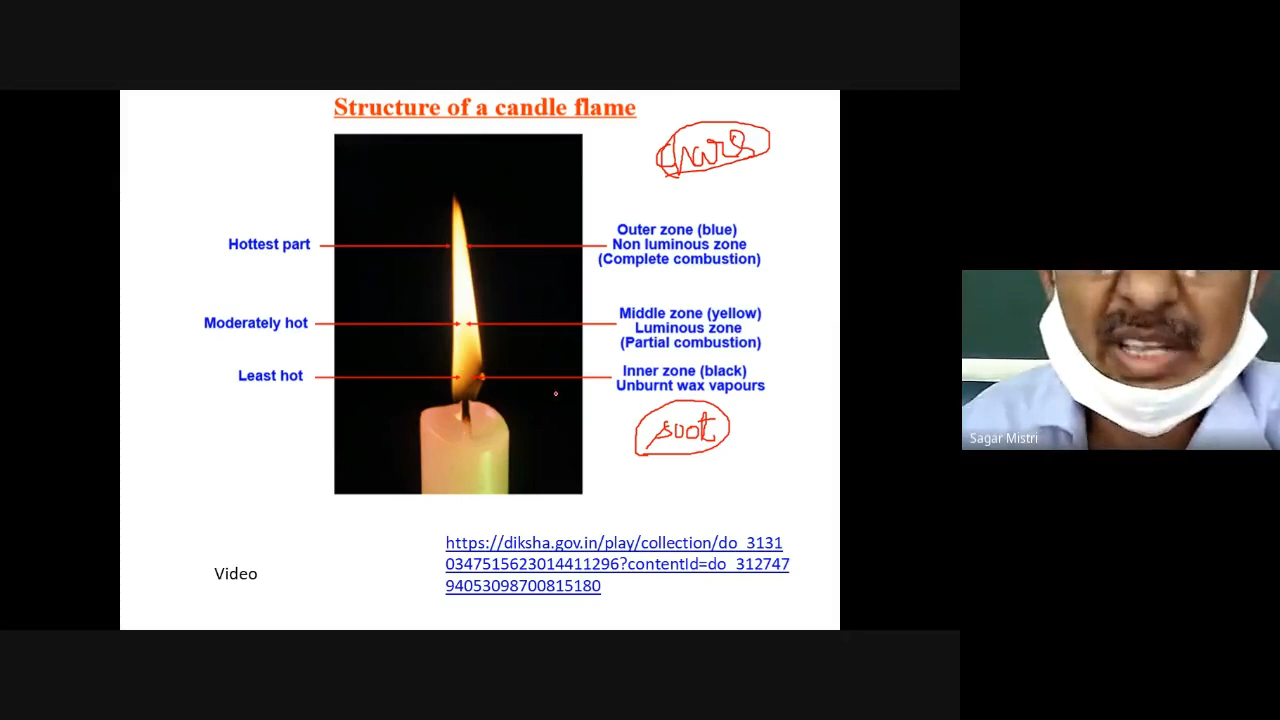 Structure of a candle flame
chars
Hottest part
Outer zone (blue)
Non luminous zone
(Complete combustion)
Moderately hot
Middle zone (yellow)
Luminous zone
(Partial combustion)
Least hot
Inner zone (black)
Unburnt wax vapours
soot
Video
https://diksha.gov.in/play/collection/do_3131
0347515623014411296?contentId=do_312747
94053098700815180
Sagar Mistri